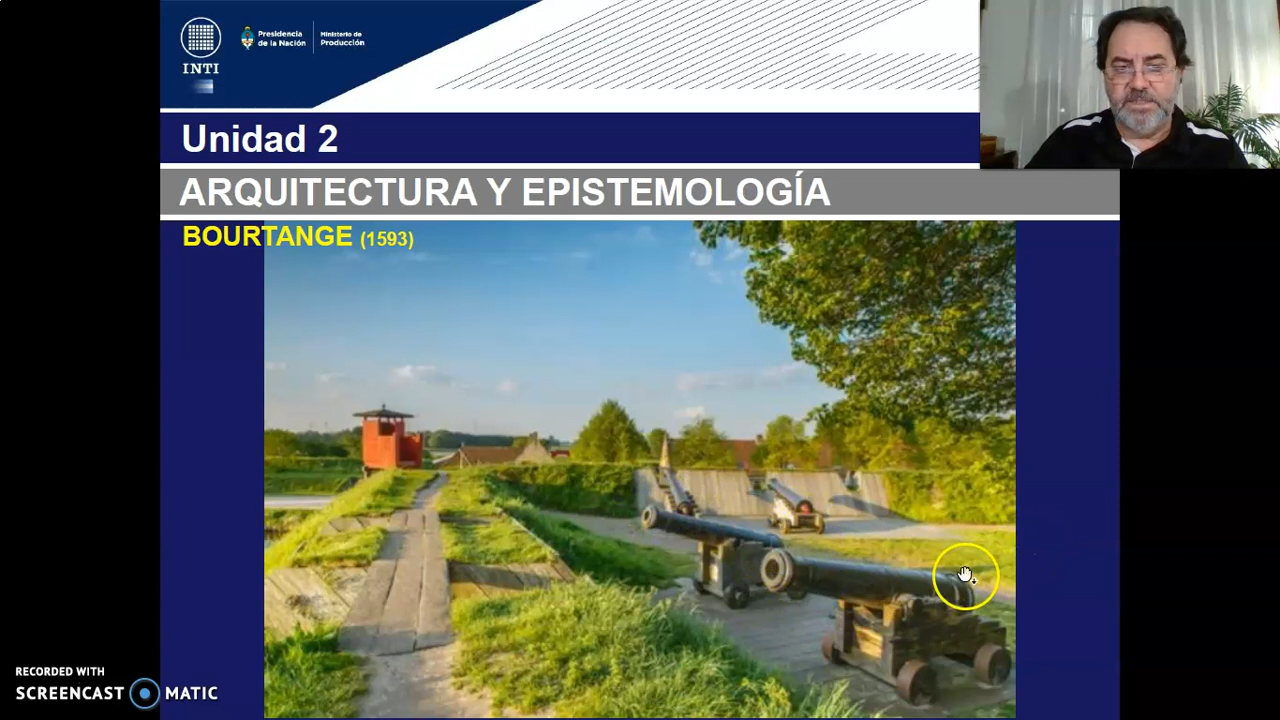 INTI
Presidencia
de la Nación
Ministerio de
Producción
Unidad 2
ARQUITECTURA Y EPISTEMOLOGÍA
BOURTANGE (1593)
RECORDED WITH
SCREENCAST MATIC